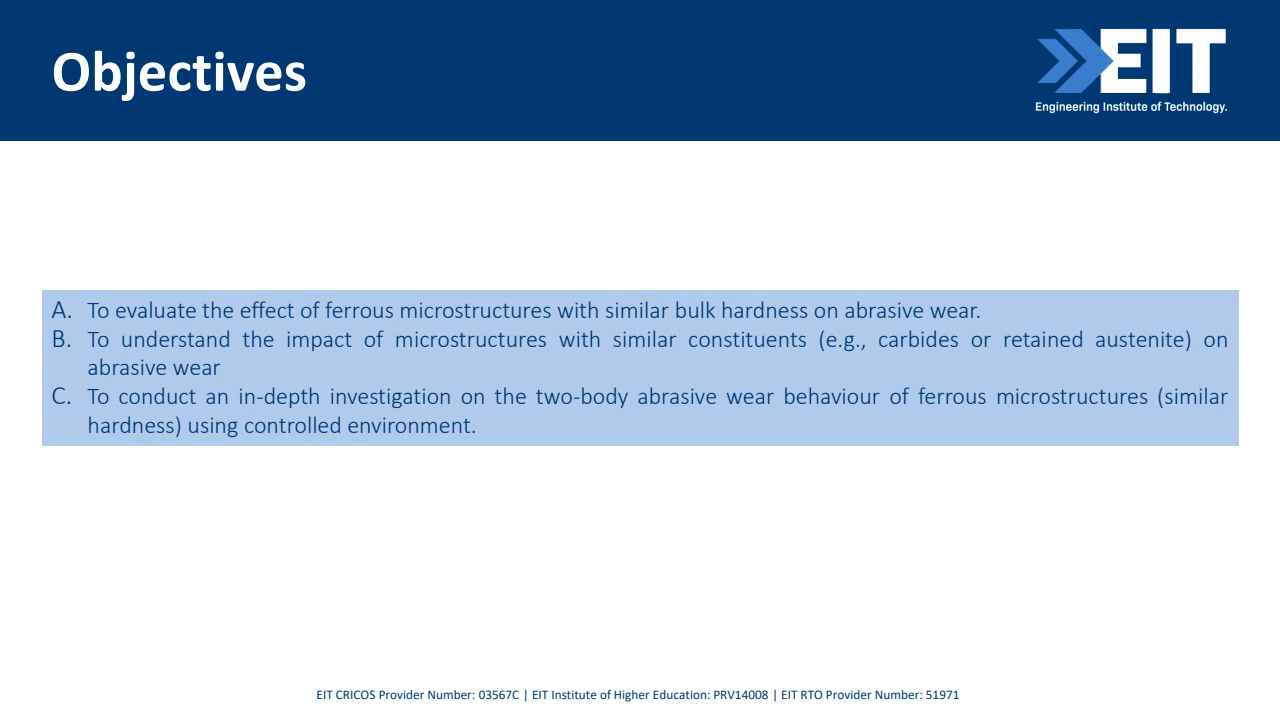 Objectives
EIT
Engineering Institute of Technology.
A. To evaluate the effect of ferrous microstructures with similar bulk hardness on abrasive wear.
B. To understand the impact of microstructures with similar constituents (e.g., carbides or retained austenite) on
abrasive wear
C. To conduct an in-depth investigation on the two-body abrasive wear behaviour of ferrous microstructures (similar
hardness) using controlled environment.
EIT CRICOS Provider Number: 03567C | EIT Institute of Higher Education: PRV14008 | EIT RTO Provider Number: 51971